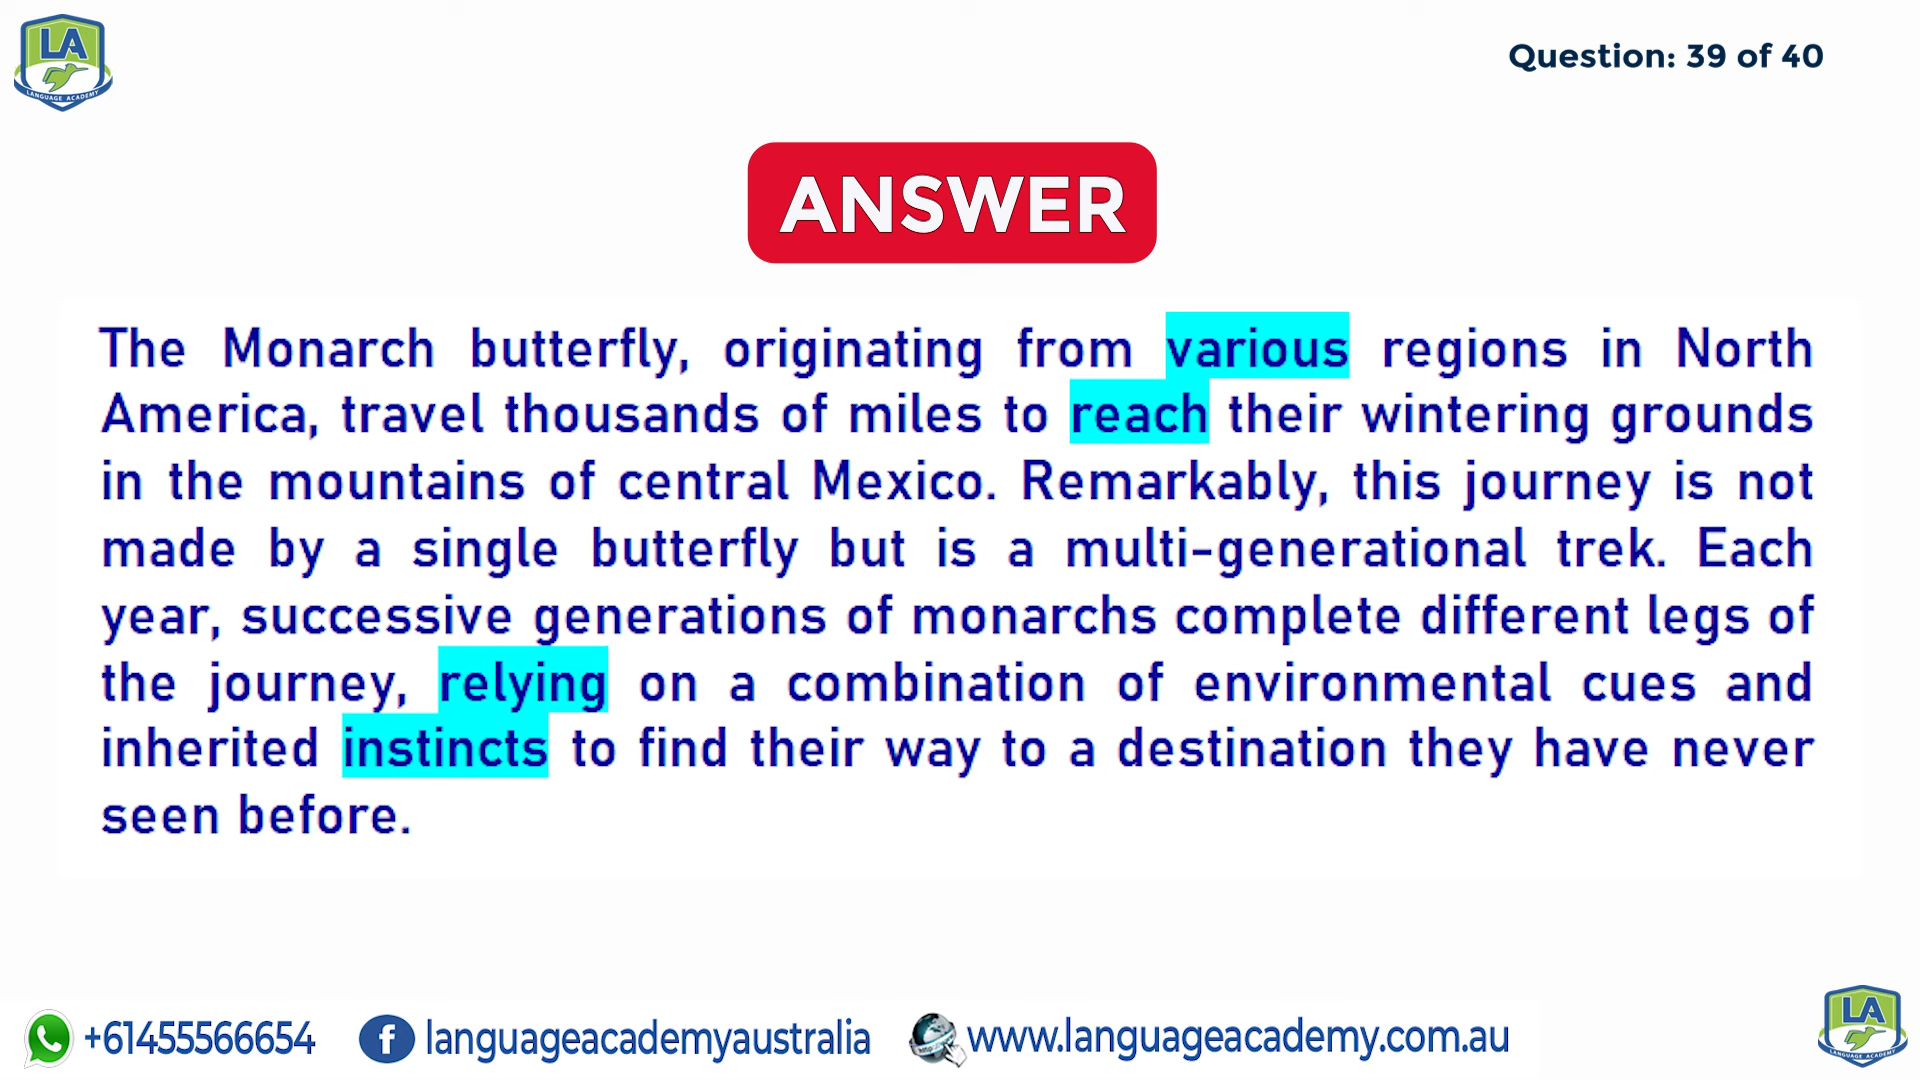 LA
LANGUAGE ACADEMY
Question: 39 of 40
ANSWER
The Monarch butterfly, originating from various regions in North
America, travel thousands of miles to reach their wintering grounds
in the mountains of central Mexico. Remarkably, this journey is not
made by a single butterfly but is a multi-generational trek. Each
year, successive generations of monarchs complete different legs of
the journey, relying on a combination of environmental cues and
inherited instincts to find their way to a destination they have never
seen before.
+61455566654
f
languageacademyaustralia
www.languageacademy.com.au
LA
LANGUAGE ACADEMY